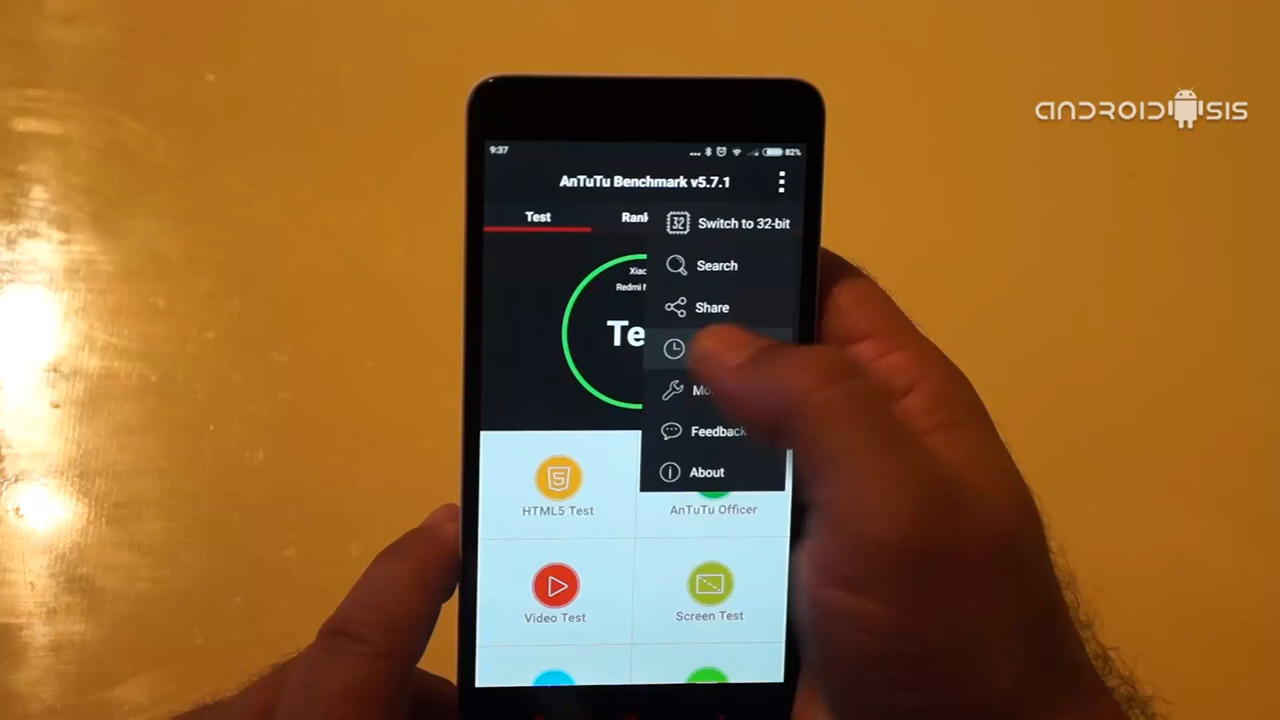 ANDROIDSIS
9:37
82%
AnTuTu Benchmark v5.7.1
Test
32
Switch to 32-bit
Search
Share
Feedback
About
HTML5 Test
AnTuTu Officer
Video Test
Screen Test